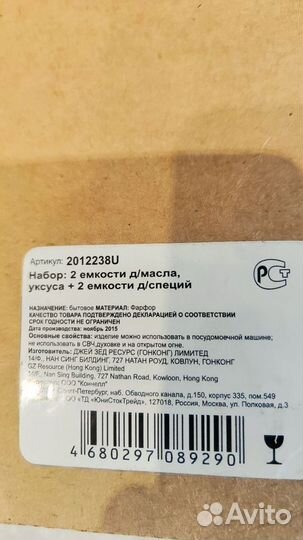 Артикул: 2012238U
Набор: 2 емкости д/масла,
уксуса + 2 емкости д/специй
РСТ
НАЗНАЧЕНИЕ: бытовое МАТЕРИАЛ: Фарфор
КАЧЕСТВО ТОВАРА ПОДТВЕРЖДЕНО ДЕКЛАРАЦИЕЙ О СООТВЕТСТВИИ
СРОК ГОДНОСТИ НЕ ОГРАНИЧЕН
Дата производства: ноябрь 2015
Основные свойства: изделие можно использовать в посудомоечной машине;
не использовать в СВЧ,духовке и на открытом огне.
Изготовитель: ДЖЕЙ ЗЕД РЕСУРС (ГОНКОНГ) ЛИМИТЕД
14/Ф., НАН СИНГ БИЛДИНГ, 727 НАТАН РОУД, КОВЛУН, ГОНКОНГ
GZ Resource (Hong Kong) Limited
14/F., Nan Sing Building, 727 Nathan Road, Kowloon, Hong Kong
ООО "Коннелл"
Санкт-Петербург, наб. Обводного канала, д.150, корпус 335, пом.549
ООО «ТД «ЮниСтокТрейд», 127018, Россия, Москва, ул. Полковая, д.3
4 680297 089290
Avito